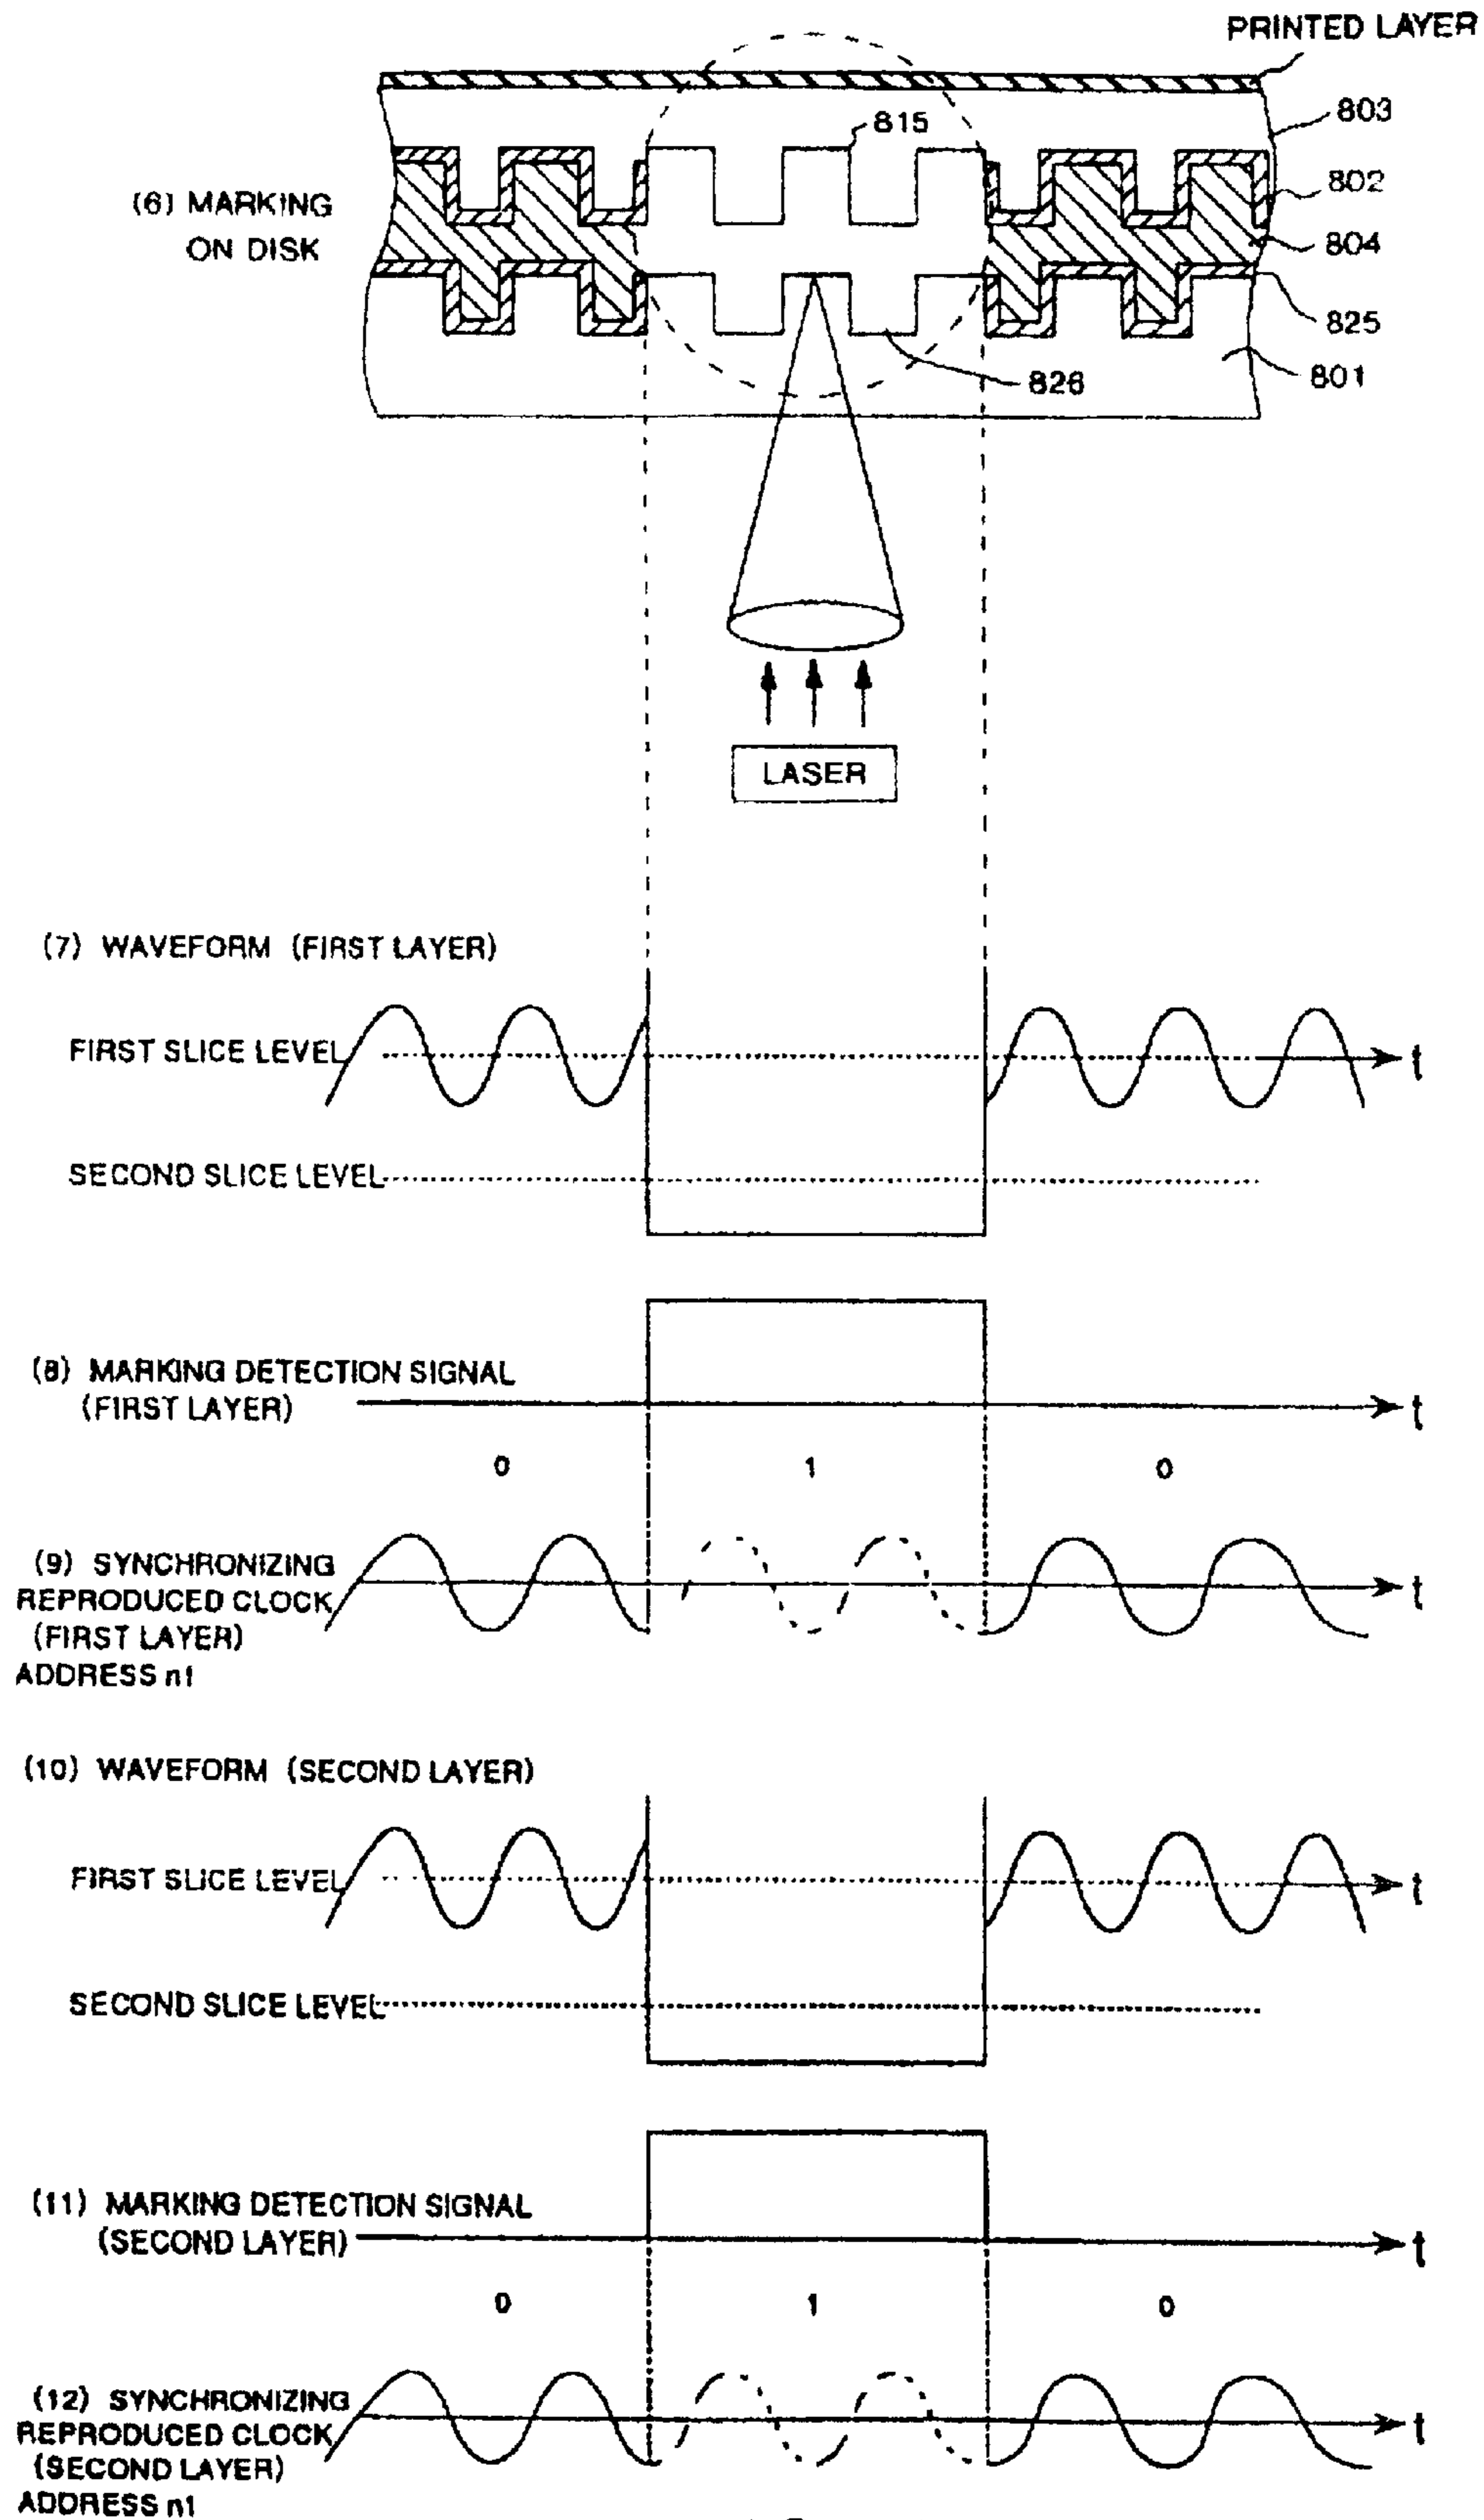 PRINTED LAYER
803
815
802
(6) MARKING
ON DISK
804
825
801
826
LASER
(7) WAVEFORM (FIRST LAYER)
FIRST SLICE LEVEL
t
SECOND SLICE LEVEL
(8) MARKING DETECTION SIGNAL
(FIRST LAYER)
t
0 1 0
(9) SYNCHRONIZING
REPRODUCED CLOCK
(FIRST LAYER)
ADDRESS n1
t
(10) WAVEFORM (SECOND LAYER)
FIRST SLICE LEVEL
t
SECOND SLICE LEVEL
(11) MARKING DETECTION SIGNAL
(SECOND LAYER)
t
0 1 0
(12) SYNCHRONIZING
REPRODUCED CLOCK
(SECOND LAYER)
ADDRESS n1
t